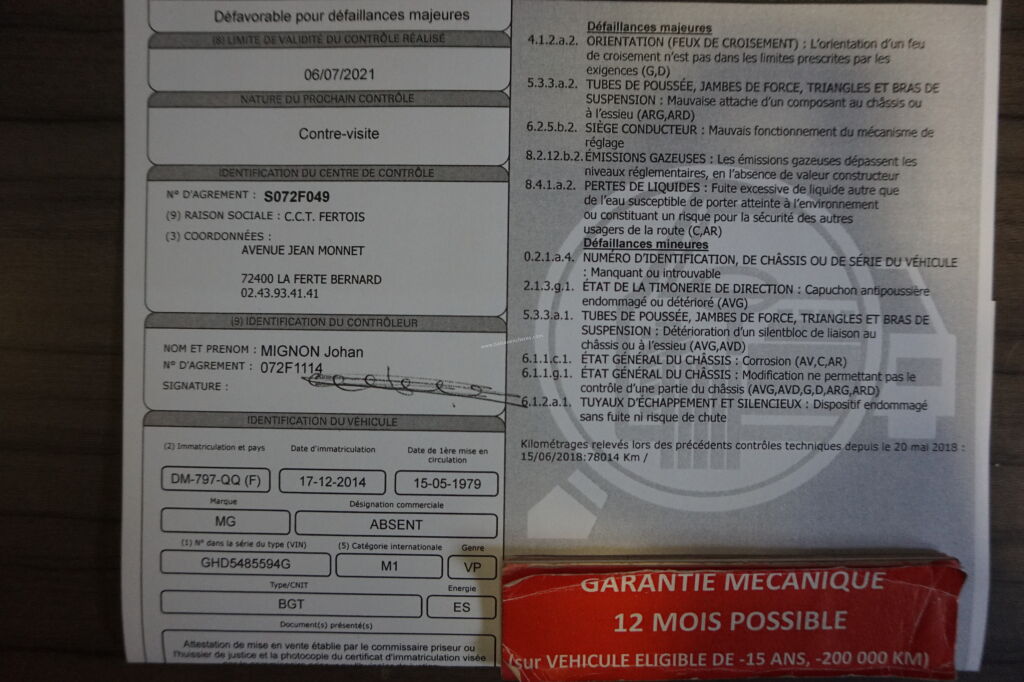 Défavorable pour défaillances majeures
(8) LIMITE DE VALIDITÉ DU CONTRÔLE RÉALISÉ
06/07/2021
NATURE DU PROCHAIN CONTRÔLE
Contre-visite
IDENTIFICATION DU CENTRE DE CONTRÔLE
N° D'AGREMENT : S072F049
(9) RAISON SOCIALE : C.C.T. FERTOIS
(3) COORDONNÉES :
AVENUE JEAN MONNET
72400 LA FERTE BERNARD
02.43.93.41.41
(9) IDENTIFICATION DU CONTRÔLEUR
NOM ET PRENOM : MIGNON Johan
N° D'AGREMENT : 072F1114
SIGNATURE :
IDENTIFICATION DU VÉHICULE
(2) Immatriculation et pays Date d'immatriculation Date de 1ère mise en
circulation
DM-797-QQ (F) 17-12-2014 15-05-1979
Marque Désignation commerciale
MG ABSENT
(1) N° dans la série du type (VIN) (5) Catégorie internationale Genre
GHD5485594G M1 VP
Type/CNIT Energie
BGT ES
Document(s) présenté(s)
Attestation de mise en vente établie par le commissaire priseur ou
l'huissier de justice et la photocopie du certificat d'immatriculation visée
Défaillances majeures
4.1.2.a.2. ORIENTATION (FEUX DE CROISEMENT) : L'orientation d'un feu
de croisement n'est pas dans les limites prescrites par les
exigences (G,D)
5.3.3.a.2. TUBES DE POUSSÉE, JAMBES DE FORCE, TRIANGLES ET BRAS DE
SUSPENSION : Mauvaise attache d'un composant au châssis ou
à l'essieu (ARG,ARD)
6.2.5.b.2. SIÈGE CONDUCTEUR : Mauvais fonctionnement du mécanisme de
réglage
8.2.12.b.2. ÉMISSIONS GAZEUSES : Les émissions gazeuses dépassent les
niveaux réglementaires, en l'absence de valeur constructeur
8.4.1.a.2. PERTES DE LIQUIDES : Fuite excessive de liquide autre que
de l'eau susceptible de porter atteinte à l'environnement
ou constituant un risque pour la sécurité des autres
usagers de la route (C,AR)
Défaillances mineures
0.2.1.a.4. NUMÉRO D'IDENTIFICATION, DE CHÂSSIS OU DE SÉRIE DU VÉHICULE
: Manquant ou introuvable
2.1.3.g.1. ÉTAT DE LA TIMONERIE DE DIRECTION : Capuchon antipoussière
endommagé ou détérioré (AVG)
5.3.3.a.1. TUBES DE POUSSÉE, JAMBES DE FORCE, TRIANGLES ET BRAS DE
SUSPENSION : Détérioration d'un silentbloc de liaison au
châssis ou à l'essieu (AVG,AVD)
6.1.1.c.1. ÉTAT GÉNÉRAL DU CHÂSSIS : Corrosion (AV,C,AR)
6.1.1.g.1. ÉTAT GÉNÉRAL DU CHÂSSIS : Modification ne permettant pas le
contrôle d'une partie du châssis (AVG,AVD,G,D,ARG,ARD)
6.1.2.a.1. TUYAUX D'ÉCHAPPEMENT ET SILENCIEUX : Dispositif endommagé
sans fuite ni risque de chute
Kilométrages relevés lors des précédents contrôles techniques depuis le 20 mai 2018 :
15/06/2018:78014 Km /
GARANTIE MECANIQUE
12 MOIS POSSIBLE
(sur VEHICULE ELIGIBLE DE -15 ANS, -200 000 KM)